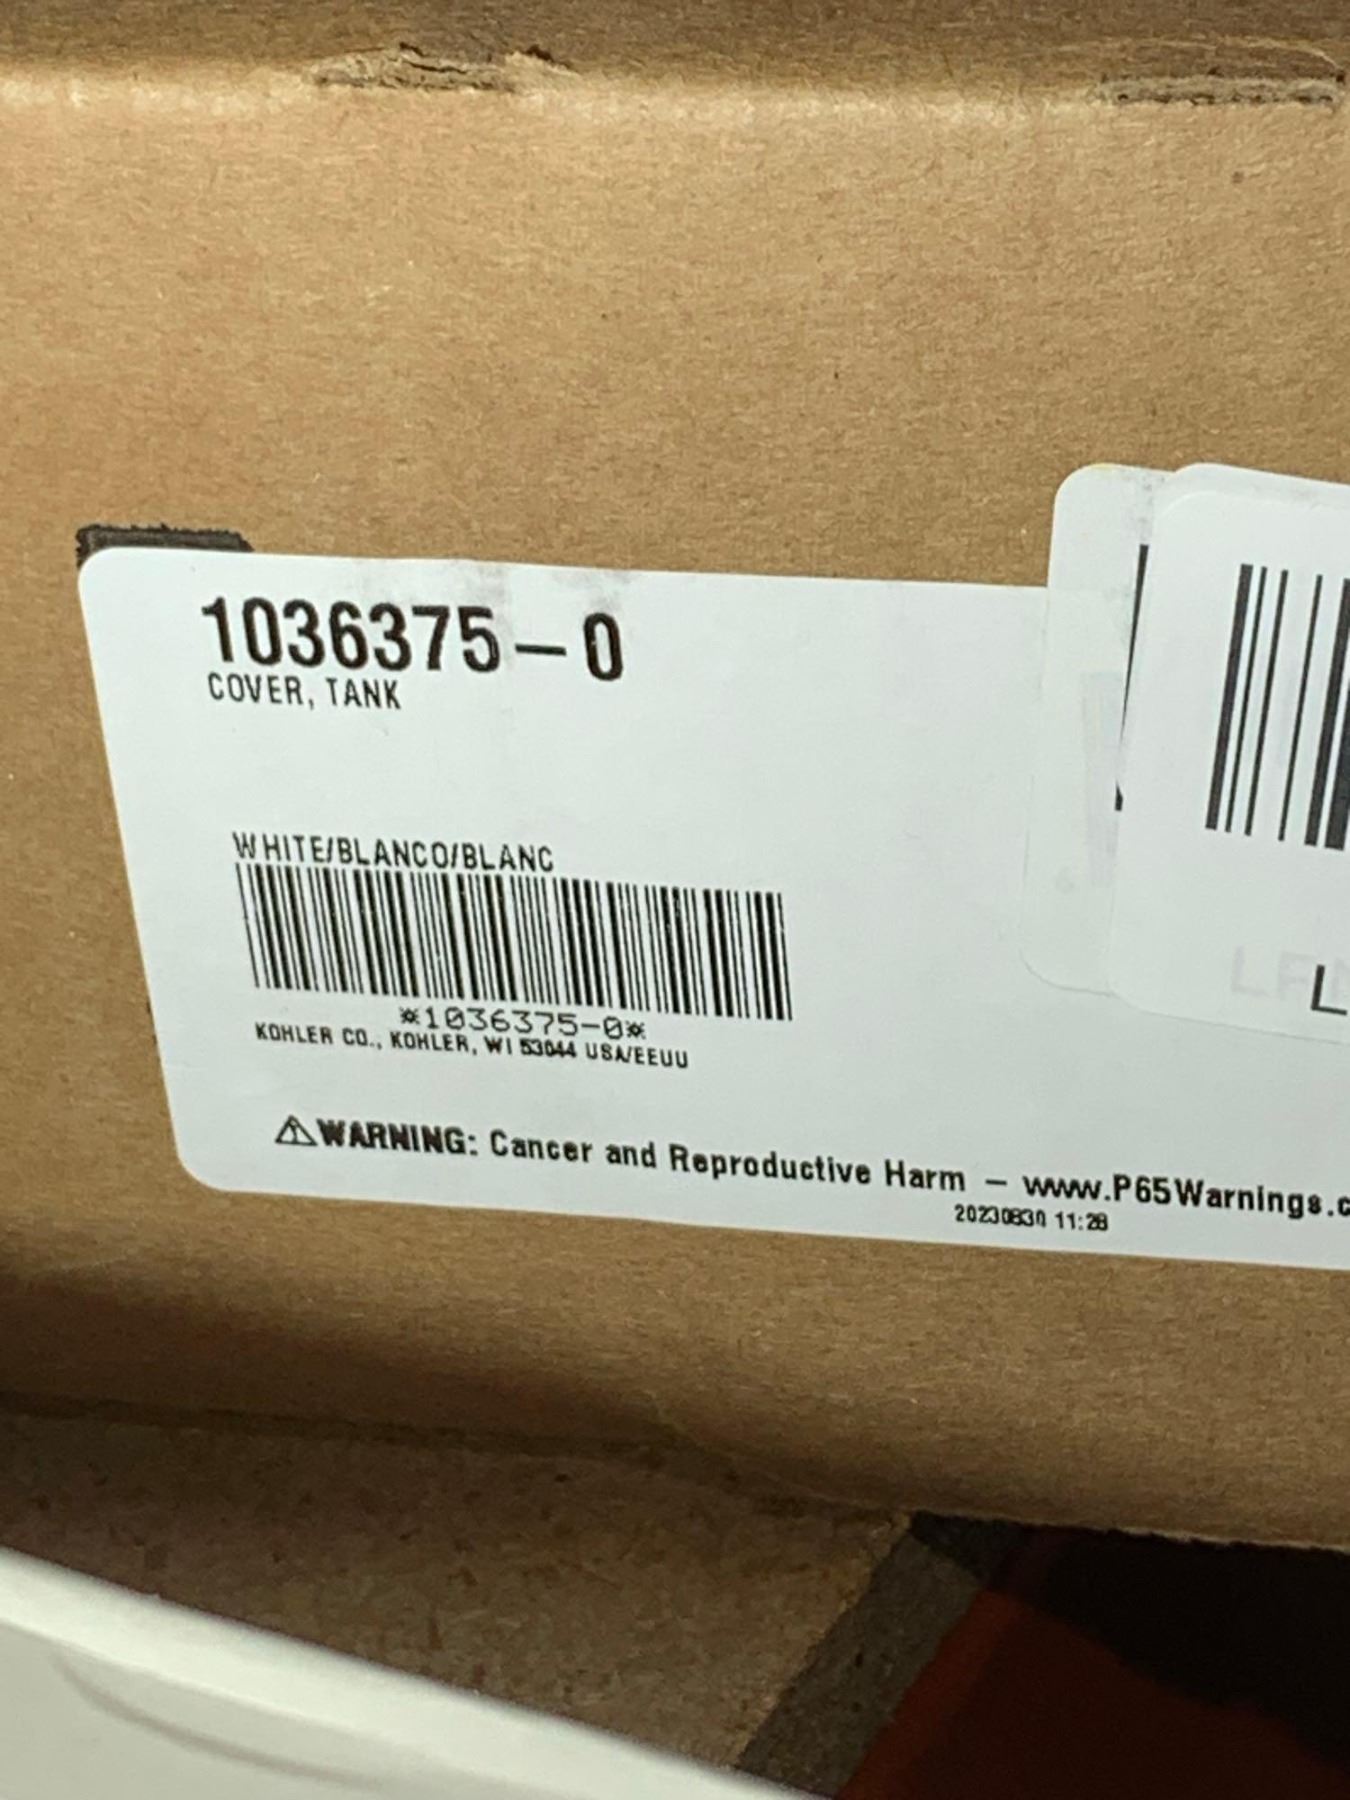 1036375-0
COVER, TANK
WHITE/BLANCO/BLANC
*1036375-0*
KOHLER CO., KOHLER, WI 53044 USA/EEUU
⚠WARNING: Cancer and Reproductive Harm – www.P65Warnings.c
20230830 11:28
L